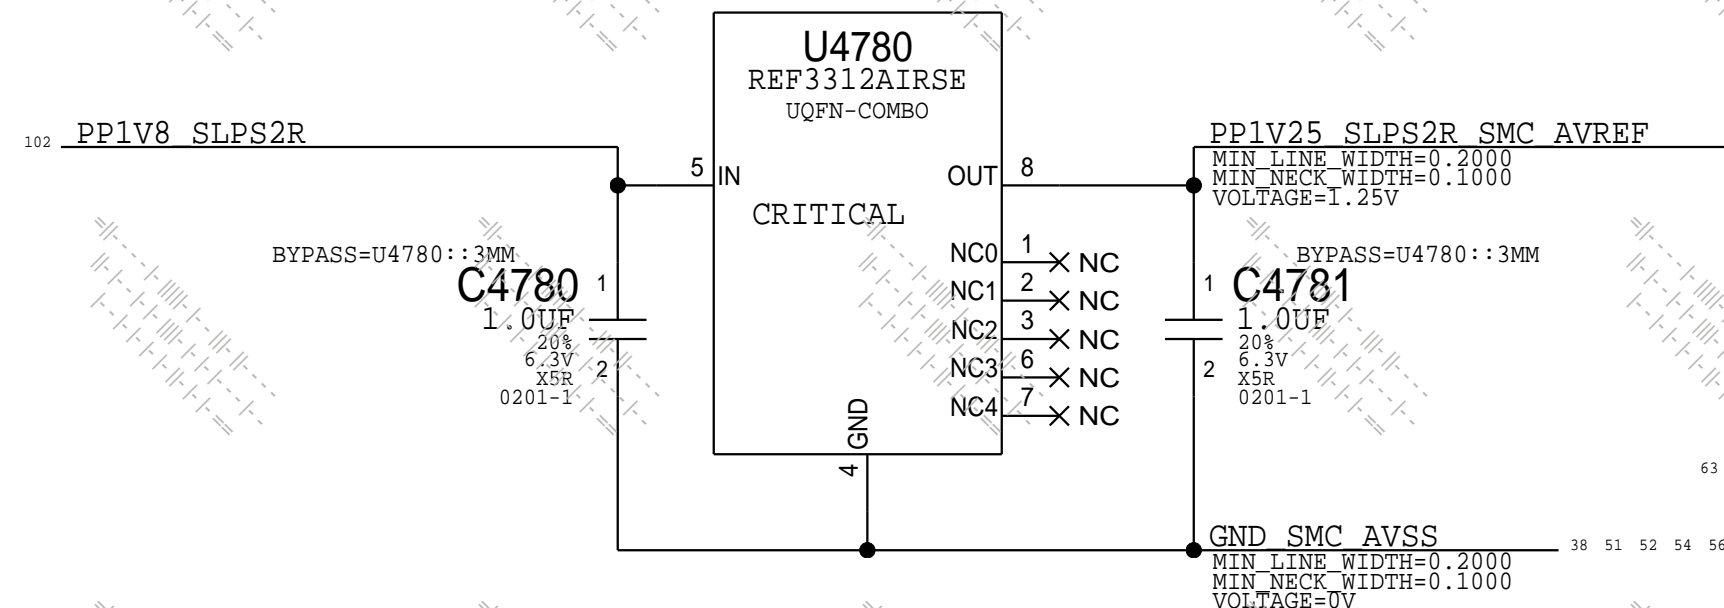 U4780
REF3312AIRSE
UQFN-COMBO
102 PP1V8_SLPS2R
5 IN
OUT 8
CRITICAL
PP1V25_SLPS2R_SMC_AVREF
MIN_LINE_WIDTH=0.2000
MIN_NECK_WIDTH=0.1000
VOLTAGE=1.25V
BYPASS=U4780::3MM
C4780
1.0UF
20%
6.3V
X5R
0201-1
1
2
NC0 1 NC
NC1 2 NC
NC2 3 NC
NC3 6 NC
NC4 7 NC
GND
4
BYPASS=U4780::3MM
1
2
C4781
1.0UF
20%
6.3V
X5R
0201-1
63
GND_SMC_AVSS
38 51 52 54 56
MIN_LINE_WIDTH=0.2000
MIN_NECK_WIDTH=0.1000
VOLTAGE=0V